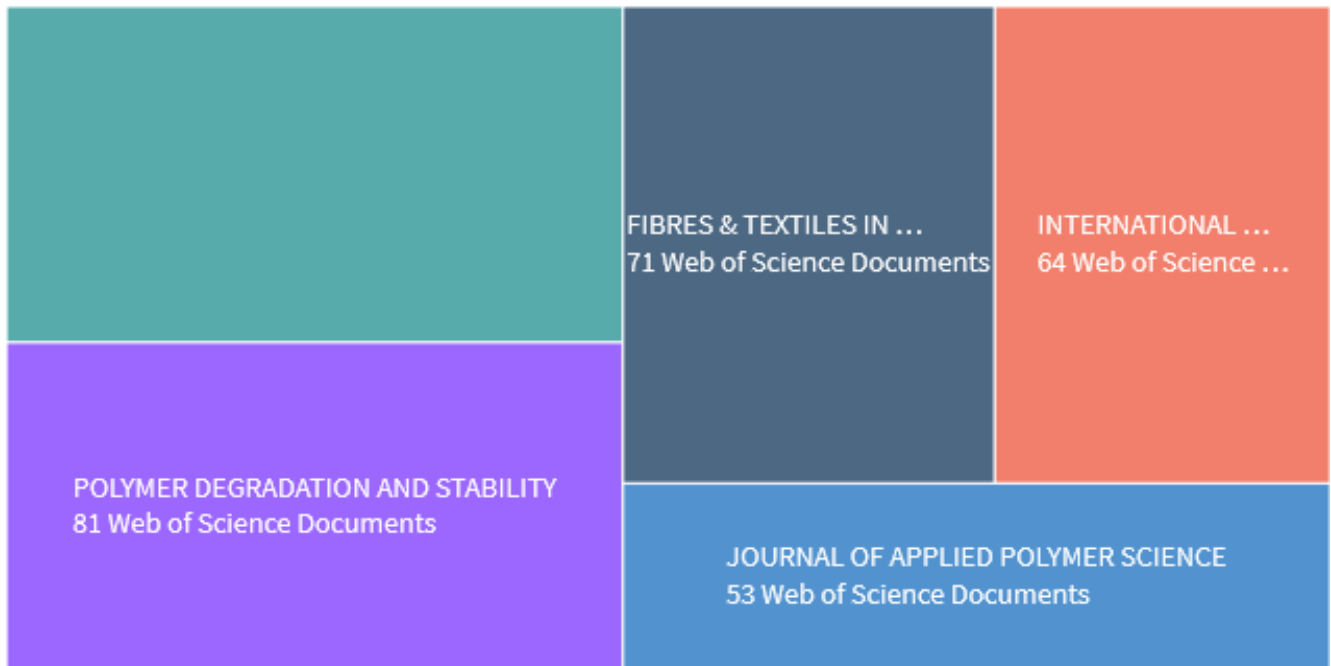 FIBRES & TEXTILES IN ...
71 Web of Science Documents
INTERNATIONAL ...
64 Web of Science ...
POLYMER DEGRADATION AND STABILITY
81 Web of Science Documents
JOURNAL OF APPLIED POLYMER SCIENCE
53 Web of Science Documents